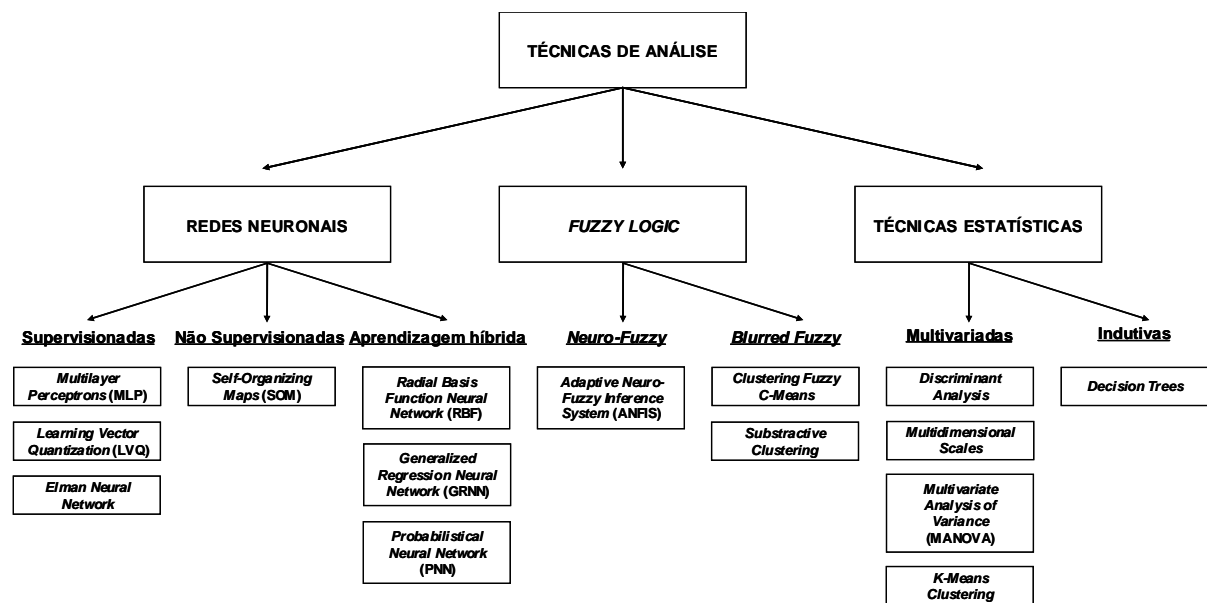 TÉCNICAS DE ANÁLISE
REDES NEURONAIS
FUZZY LOGIC
TÉCNICAS ESTATÍSTICAS
Supervisionadas
Multilayer
Perceptrons (MLP)
Learning Vector
Quantization (LVQ)
Elman Neural
Network
Não Supervisionadas
Self-Organizing
Maps (SOM)
Aprendizagem híbrida
Radial Basis
Function Neural
Network (RBF)
Generalized
Regression Neural
Network (GRNN)
Probabilistical
Neural Network
(PNN)
Neuro-Fuzzy
Adaptive Neuro-
Fuzzy Inference
System (ANFIS)
Blurred Fuzzy
Clustering Fuzzy
C-Means
Substractive
Clustering
Multivariadas
Discriminant
Analysis
Multidimensional
Scales
Multivariate
Analysis of
Variance
(MANOVA)
K-Means
Clustering
Indutivas
Decision Trees